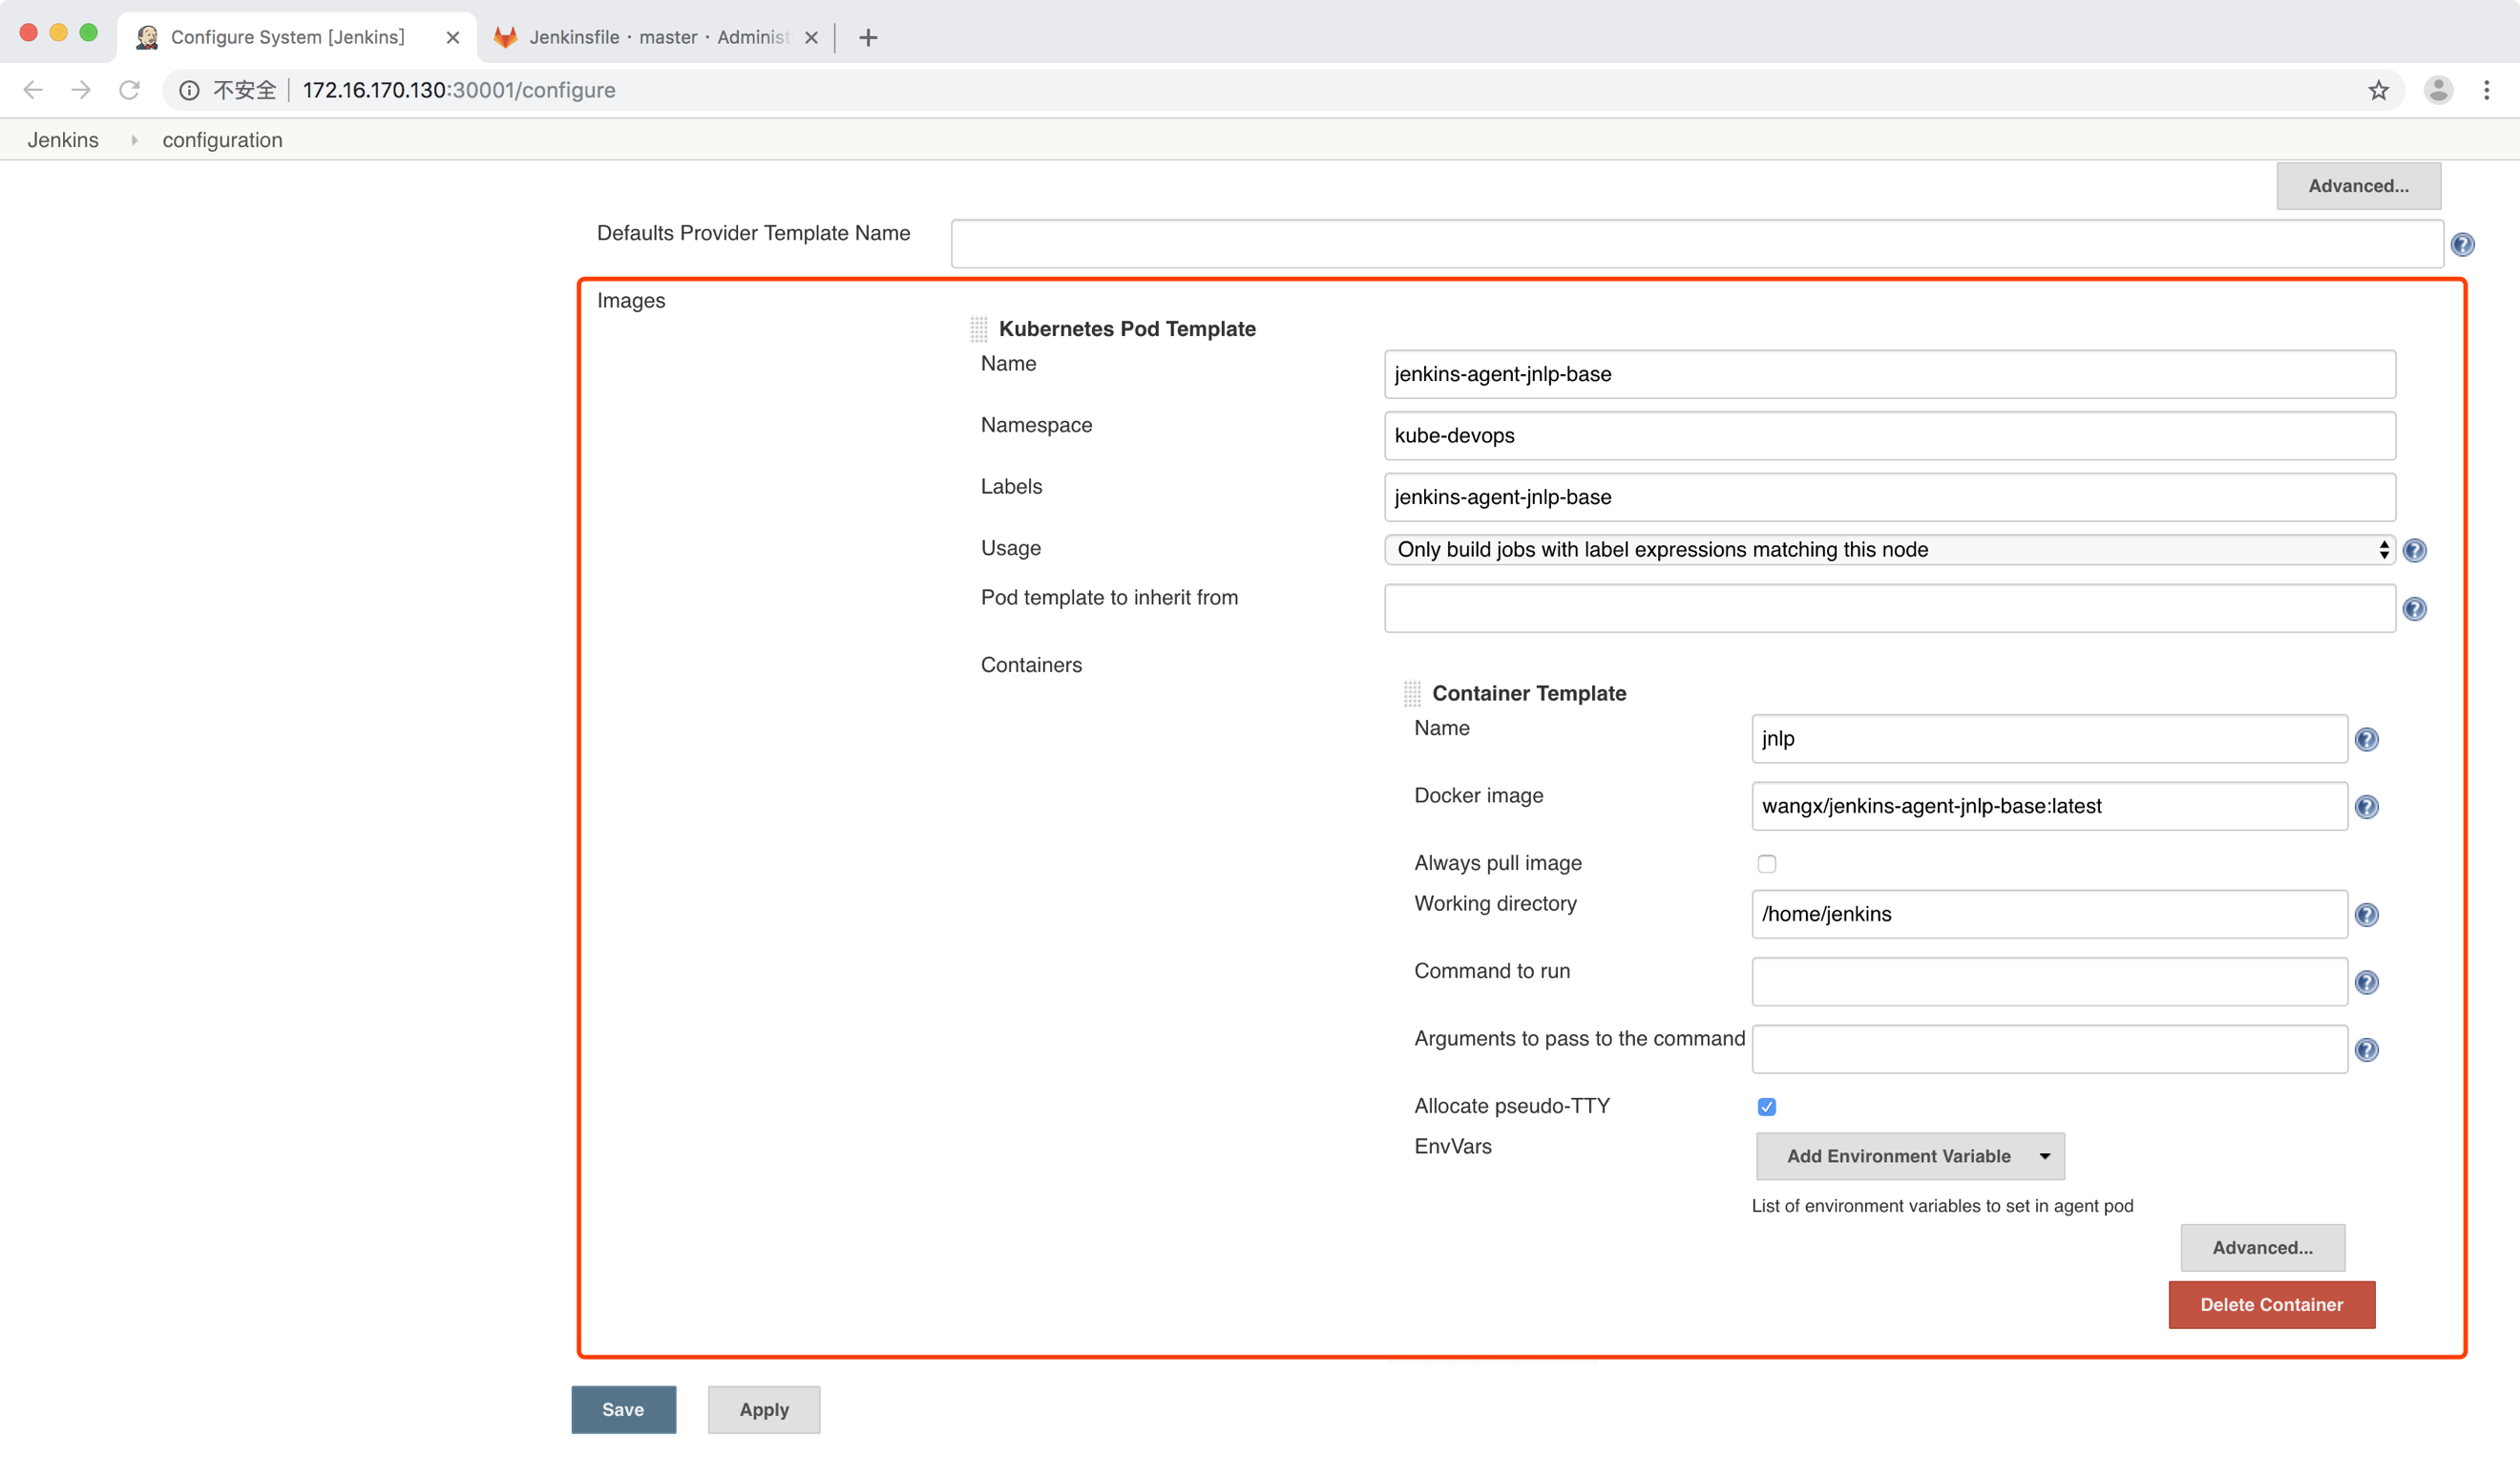 Configure System [Jenkins]
Jenkinsfile · master · Administ
不安全 172.16.170.130:30001/configure
Jenkins configuration
Advanced...
Defaults Provider Template Name
Images
Kubernetes Pod Template
Name jenkins-agent-jnlp-base
Namespace kube-devops
Labels jenkins-agent-jnlp-base
Usage Only build jobs with label expressions matching this node
Pod template to inherit from
Containers
Container Template
Name jnlp
Docker image wangx/jenkins-agent-jnlp-base:latest
Always pull image
Working directory /home/jenkins
Command to run
Arguments to pass to the command
Allocate pseudo-TTY
EnvVars Add Environment Variable
List of environment variables to set in agent pod
Advanced...
Delete Container
Save Apply